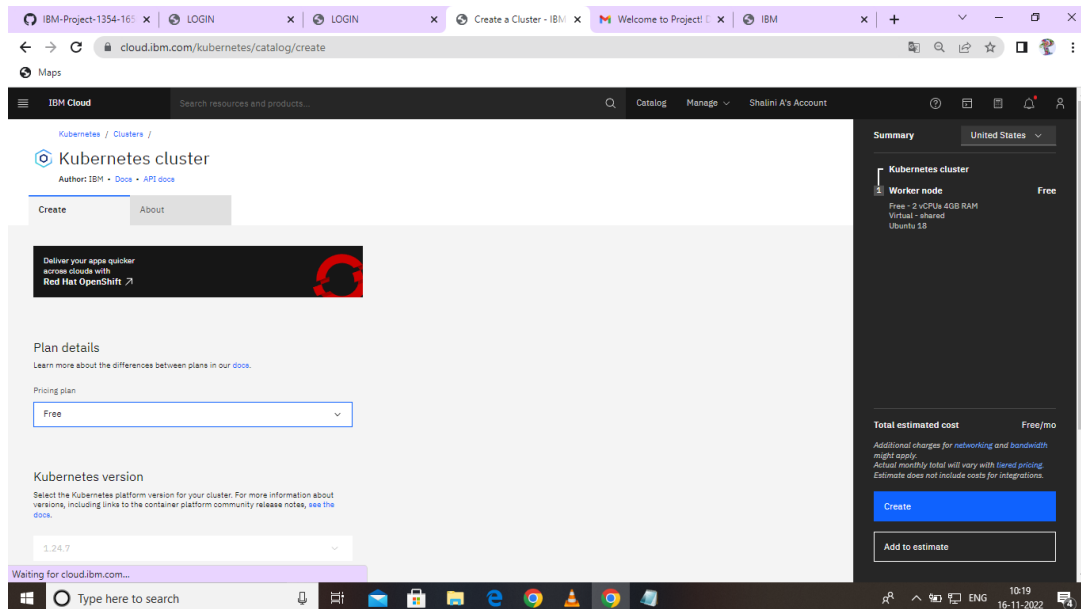 IBM-Project-1354-165
LOGIN
LOGIN
Create a Cluster - IBM
Welcome to Project!
IBM
cloud.ibm.com/kubernetes/catalog/create
Maps
IBM Cloud
Search resources and products...
Catalog
Manage
Shalini A's Account
Kubernetes / Clusters /
Kubernetes cluster
Author: IBM • Docs • API docs
Create
About
Deliver your apps quicker
across clouds with
Red Hat OpenShift
Plan details
Learn more about the differences between plans in our docs.
Pricing plan
Free
Kubernetes version
Select the Kubernetes platform version for your cluster. For more information about
versions, including links to the container platform community release notes, see the
docs.
1.24.7
Waiting for cloud.ibm.com...
Summary
United States
Kubernetes cluster
1 Worker node Free
Free - 2 vCPUs 4GB RAM
Virtual - shared
Ubuntu 18
Total estimated cost Free/mo
Additional charges for networking and bandwidth
might apply.
Actual monthly total will vary with tiered pricing.
Estimate does not include costs for integrations.
Create
Add to estimate
Type here to search
ENG
10:19
16-11-2022
4